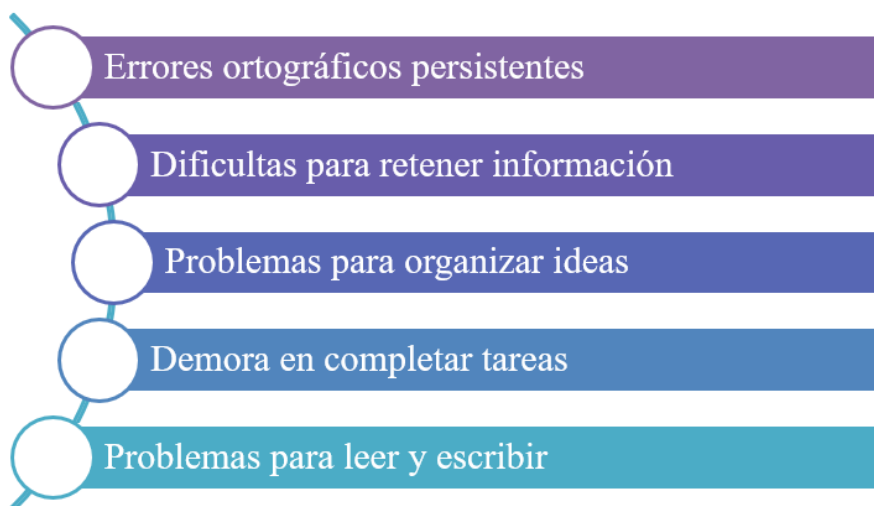 Errores ortográficos persistentes
Dificultas para retener información
Problemas para organizar ideas
Demora en completar tareas
Problemas para leer y escribir